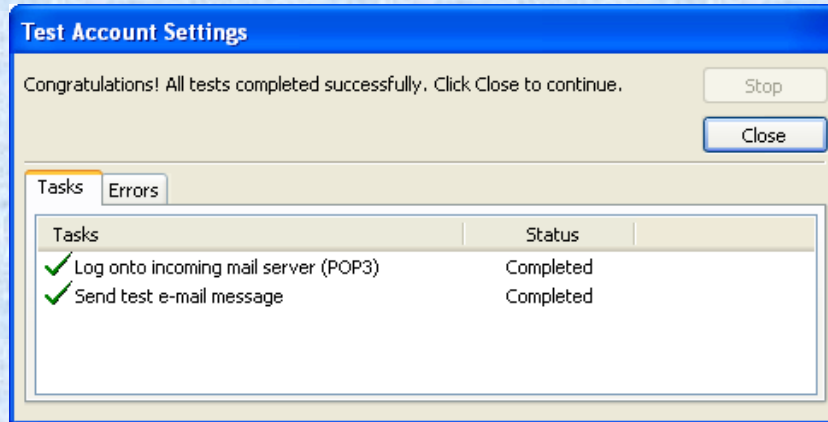 Test Account Settings
Congratulations! All tests completed successfully. Click Close to continue.
Stop
Close
Tasks
Errors
Tasks Status
Log onto incoming mail server (POP3) Completed
Send test e-mail message Completed